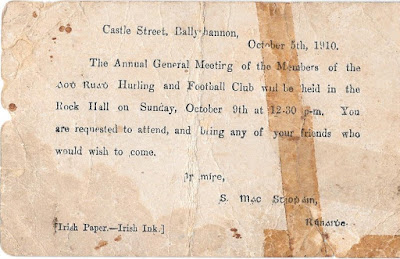 Castle Street, Ballyshannon,
October 5th, 1910.
The Annual General Meeting of the Members of the
Aoḋ Ruaḋ Hurling and Football Club will be held in the
Rock Hall on Sunday, October 9th at 12-30 p.m. You
are requested to attend, and bring any of your friends who
would wish to come.
Is mise,
S. Mac
Rúnaire.
[Irish Paper.—Irish Ink.]